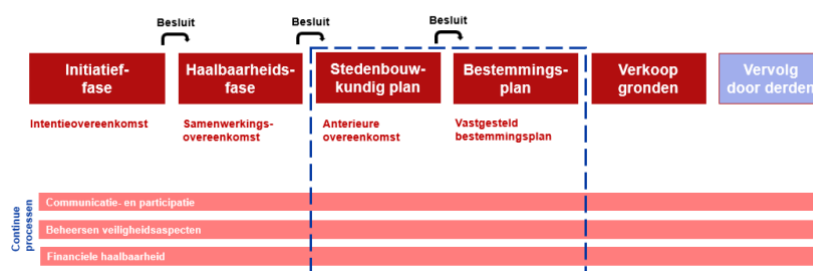 Besluit
Besluit
Besluit
Initiatief-
fase
Haalbaarheids-
fase
Stedenbouw-
kundig plan
Bestemmings-
plan
Verkoop
gronden
Vervolg
door derden
Intentieovereenkomst
Samenwerkings-
overeenkomst
Anterieure
overeenkomst
Vastgesteld
bestemmingsplan
Continue
processen
Communicatie- en participatie
Beheersen veiligheidsaspecten
Financiele haalbaarheid